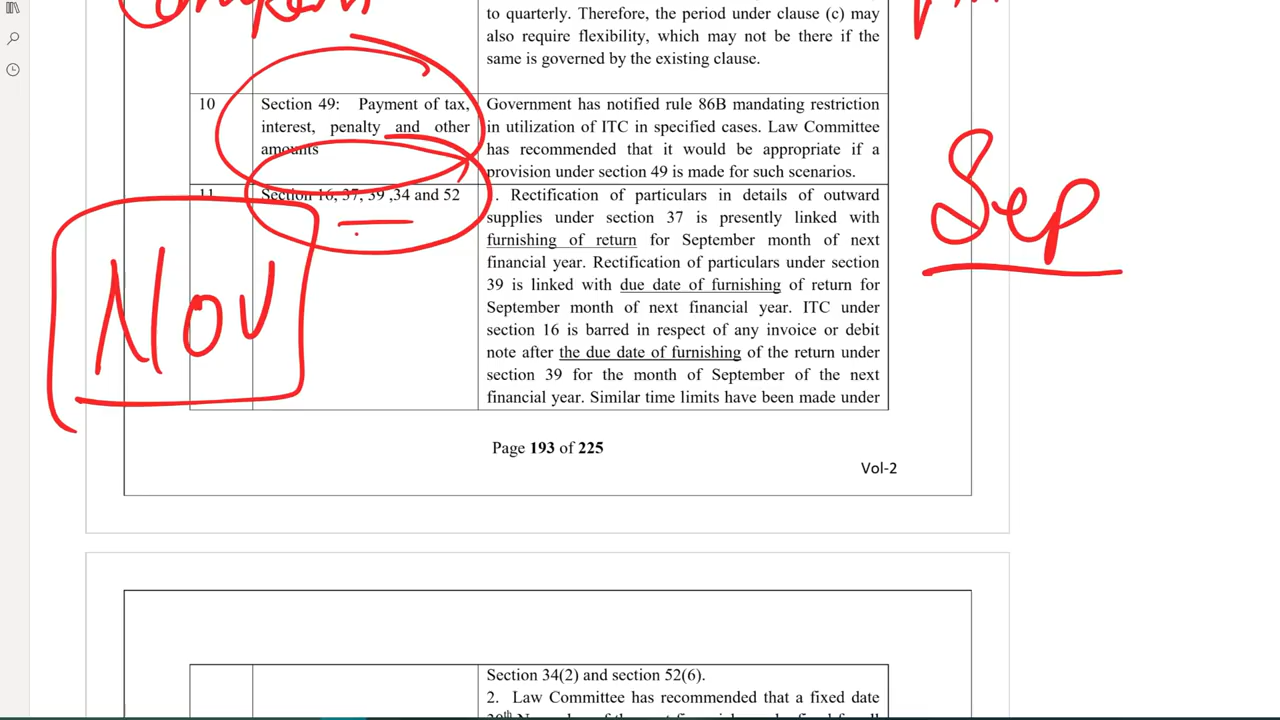 to quarterly. Therefore, the period under clause (c) may
also require flexibility, which may not be there if the
same is governed by the existing clause.
10 Section 49: Payment of tax, interest, penalty and other amounts
Government has notified rule 86B mandating restriction
in utilization of ITC in specified cases. Law Committee
has recommended that it would be appropriate if a
provision under section 49 is made for such scenarios.
Sep
11 Section 16, 37, 39 ,34 and 52
. Rectification of particulars in details of outward
supplies under section 37 is presently linked with
furnishing of return for September month of next
financial year. Rectification of particulars under section
39 is linked with due date of furnishing of return for
September month of next financial year. ITC under
section 16 is barred in respect of any invoice or debit
note after the due date of furnishing of the return under
section 39 for the month of September of the next
financial year. Similar time limits have been made under
Nov
Page 193 of 225
Vol-2
Section 34(2) and section 52(6).
2. Law Committee has recommended that a fixed date